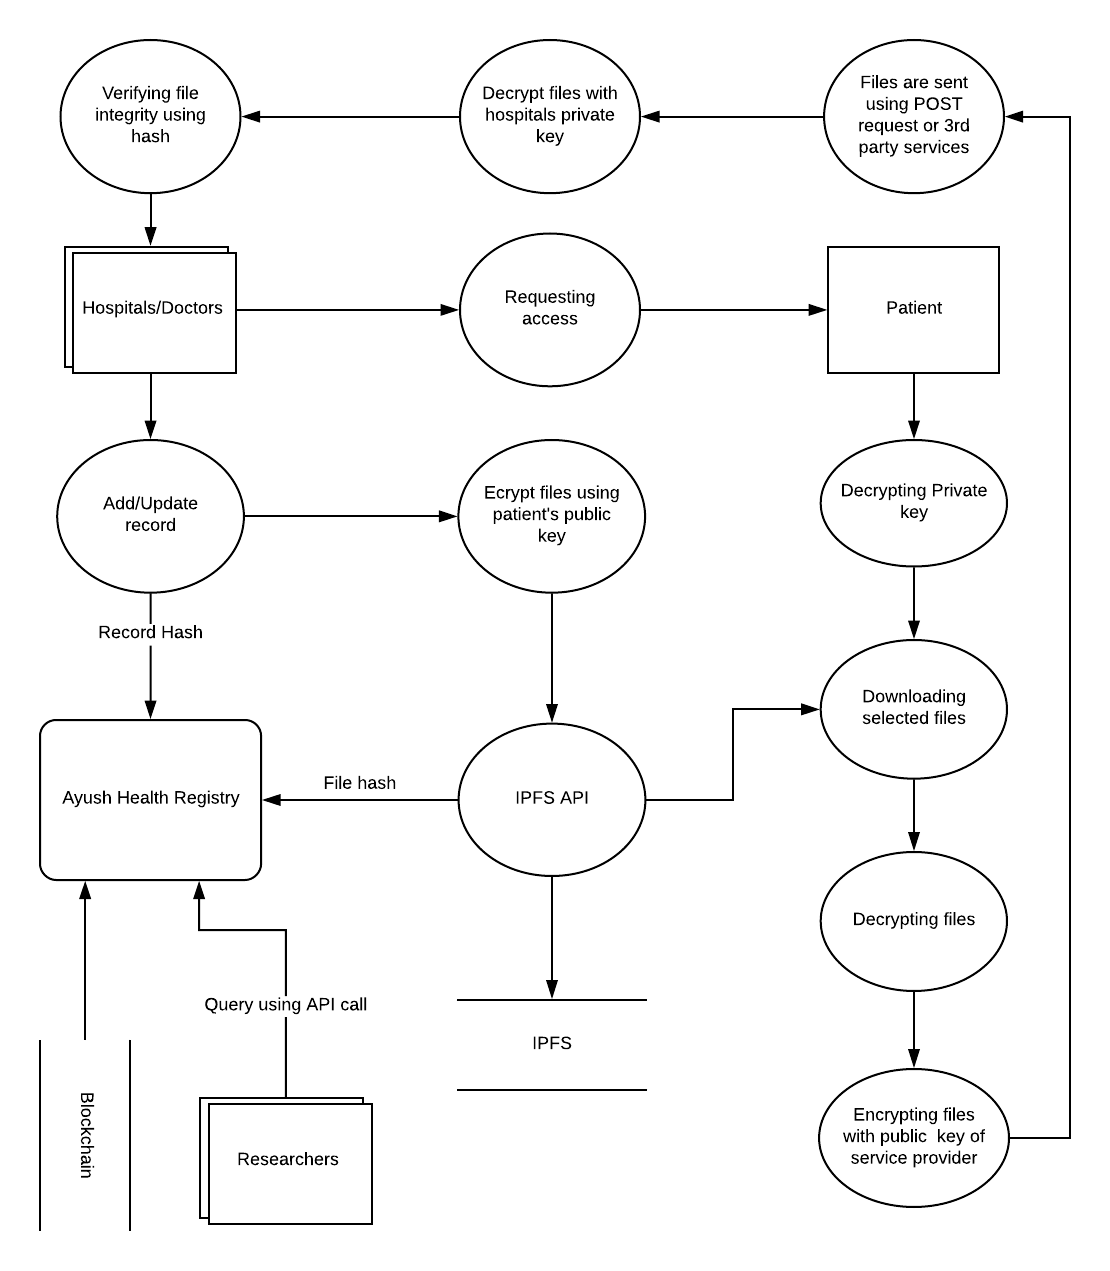 Verifying file
integrity using
hash
Decrypt files with
hospitals private
key
Files are sent
using POST
request or 3rd
party services
Hospitals/Doctors
Requesting
access
Patient
Add/Update
record
Ecrypt files using
patient's public
key
Decrypting Private
key
Record Hash
Downloading
selected files
Ayush Health Registry
File hash
IPFS API
Decrypting files
Query using API call
IPFS
Blockchain
Researchers
Encrypting files
with public key of
service provider